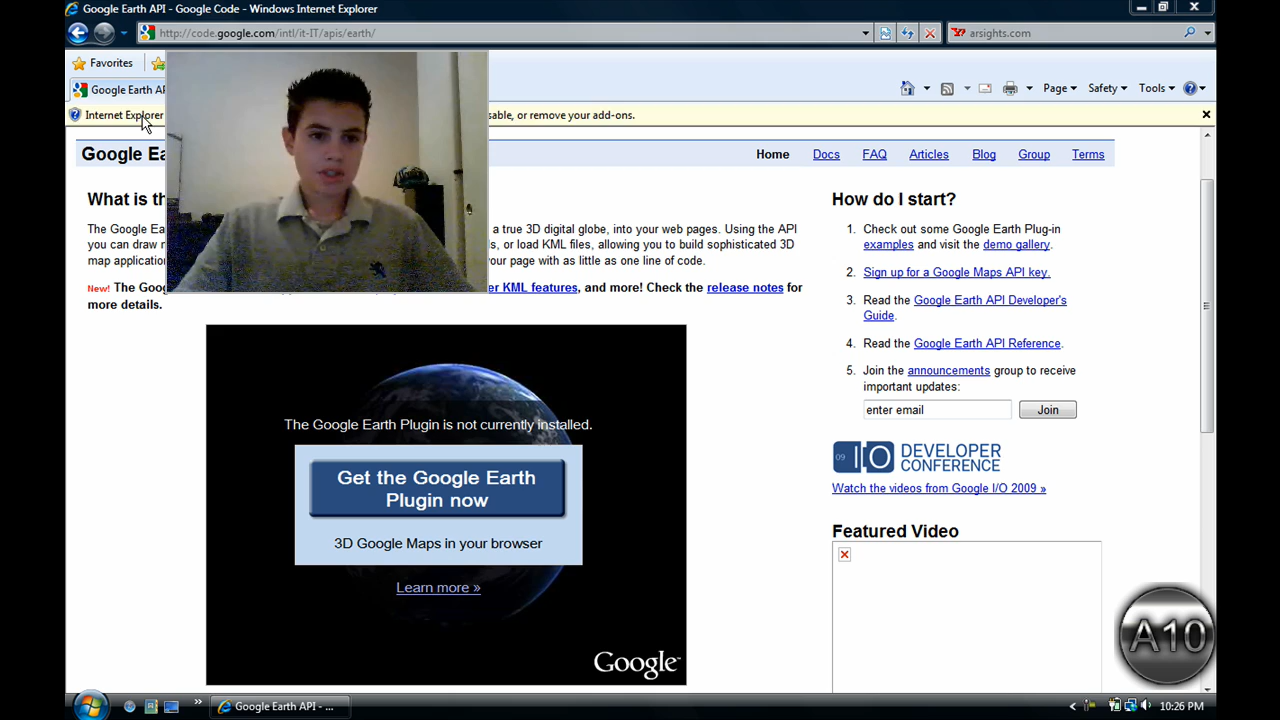 Google Earth API - Google Code - Windows Internet Explorer
http://code.google.com/intl/it-IT/apis/earth/
arsights.com
Favorites
Google Earth AP
Page Safety Tools
Internet Explorer sable, or remove your add-ons.
Google Ea
Home Docs FAQ Articles Blog Group Terms
What is th
The Google Ea a true 3D digital globe, into your web pages. Using the API
you can draw m s, or load KML files, allowing you to build sophisticated 3D
map applicatio your page with as little as one line of code.
New! The Goog er KML features, and more! Check the release notes for
more details.
The Google Earth Plugin is not currently installed.
Get the Google Earth
Plugin now
3D Google Maps in your browser
Learn more »
Google™
How do I start?
1. Check out some Google Earth Plug-in
examples and visit the demo gallery.
2. Sign up for a Google Maps API key.
3. Read the Google Earth API Developer's
Guide.
4. Read the Google Earth API Reference.
5. Join the announcements group to receive
important updates:
enter email Join
09 IO DEVELOPER
CONFERENCE
Watch the videos from Google I/O 2009 »
Featured Video
A10
Google Earth API - ...
10:26 PM